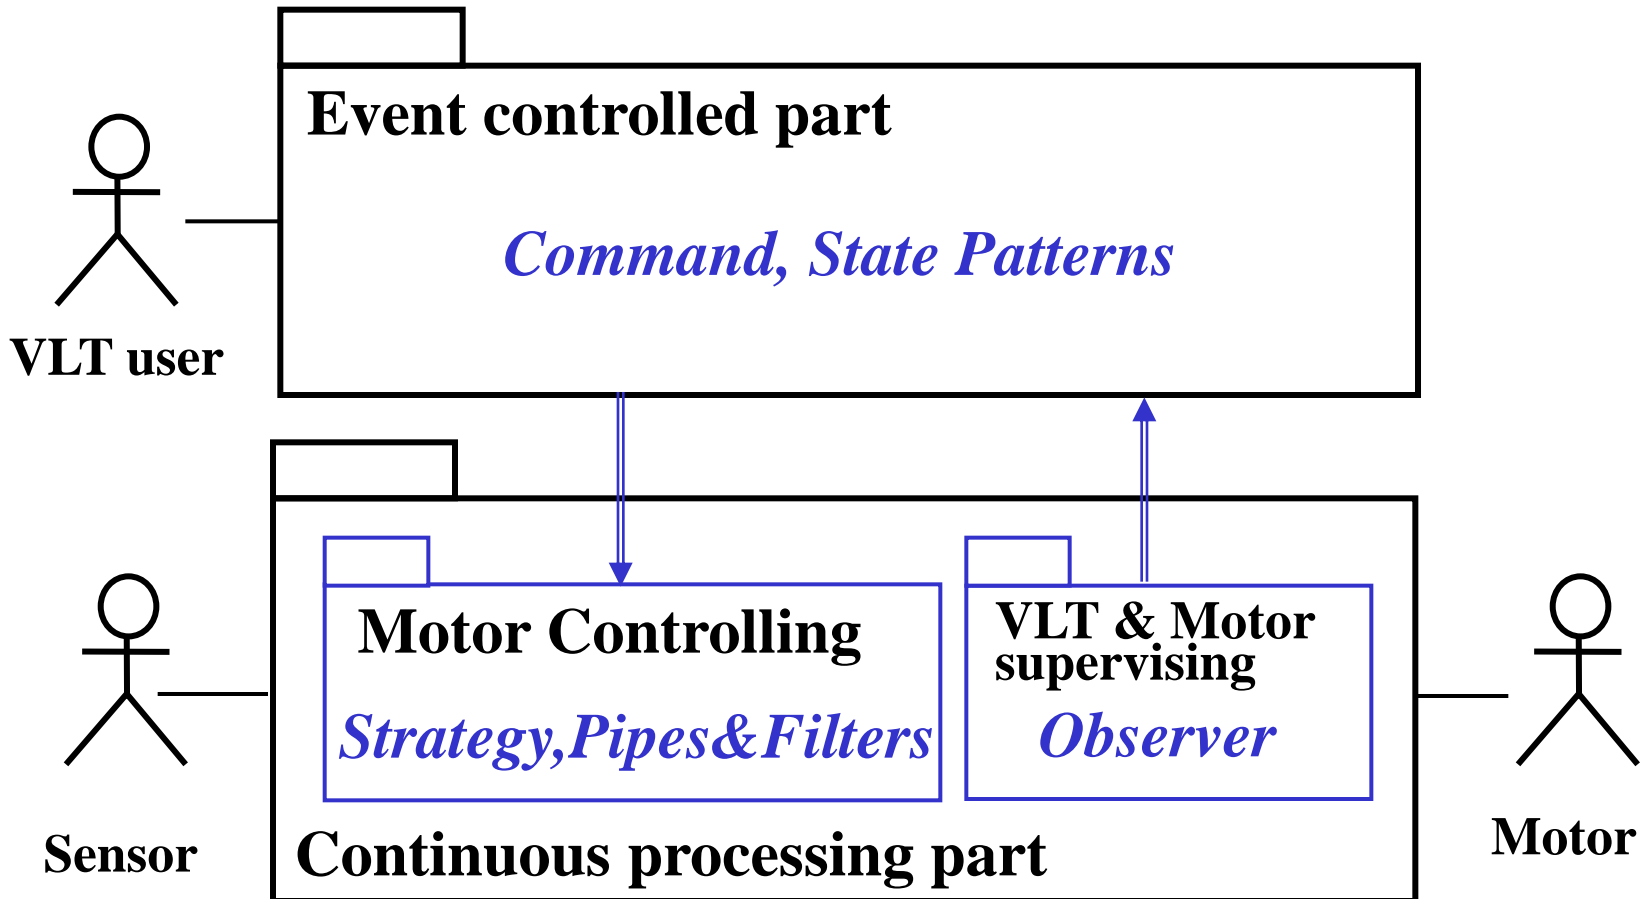 Event controlled part
Command, State Patterns
VLT user
Motor Controlling
Strategy,Pipes&Filters
VLT & Motor
supervising
Observer
Sensor
Continuous processing part
Motor